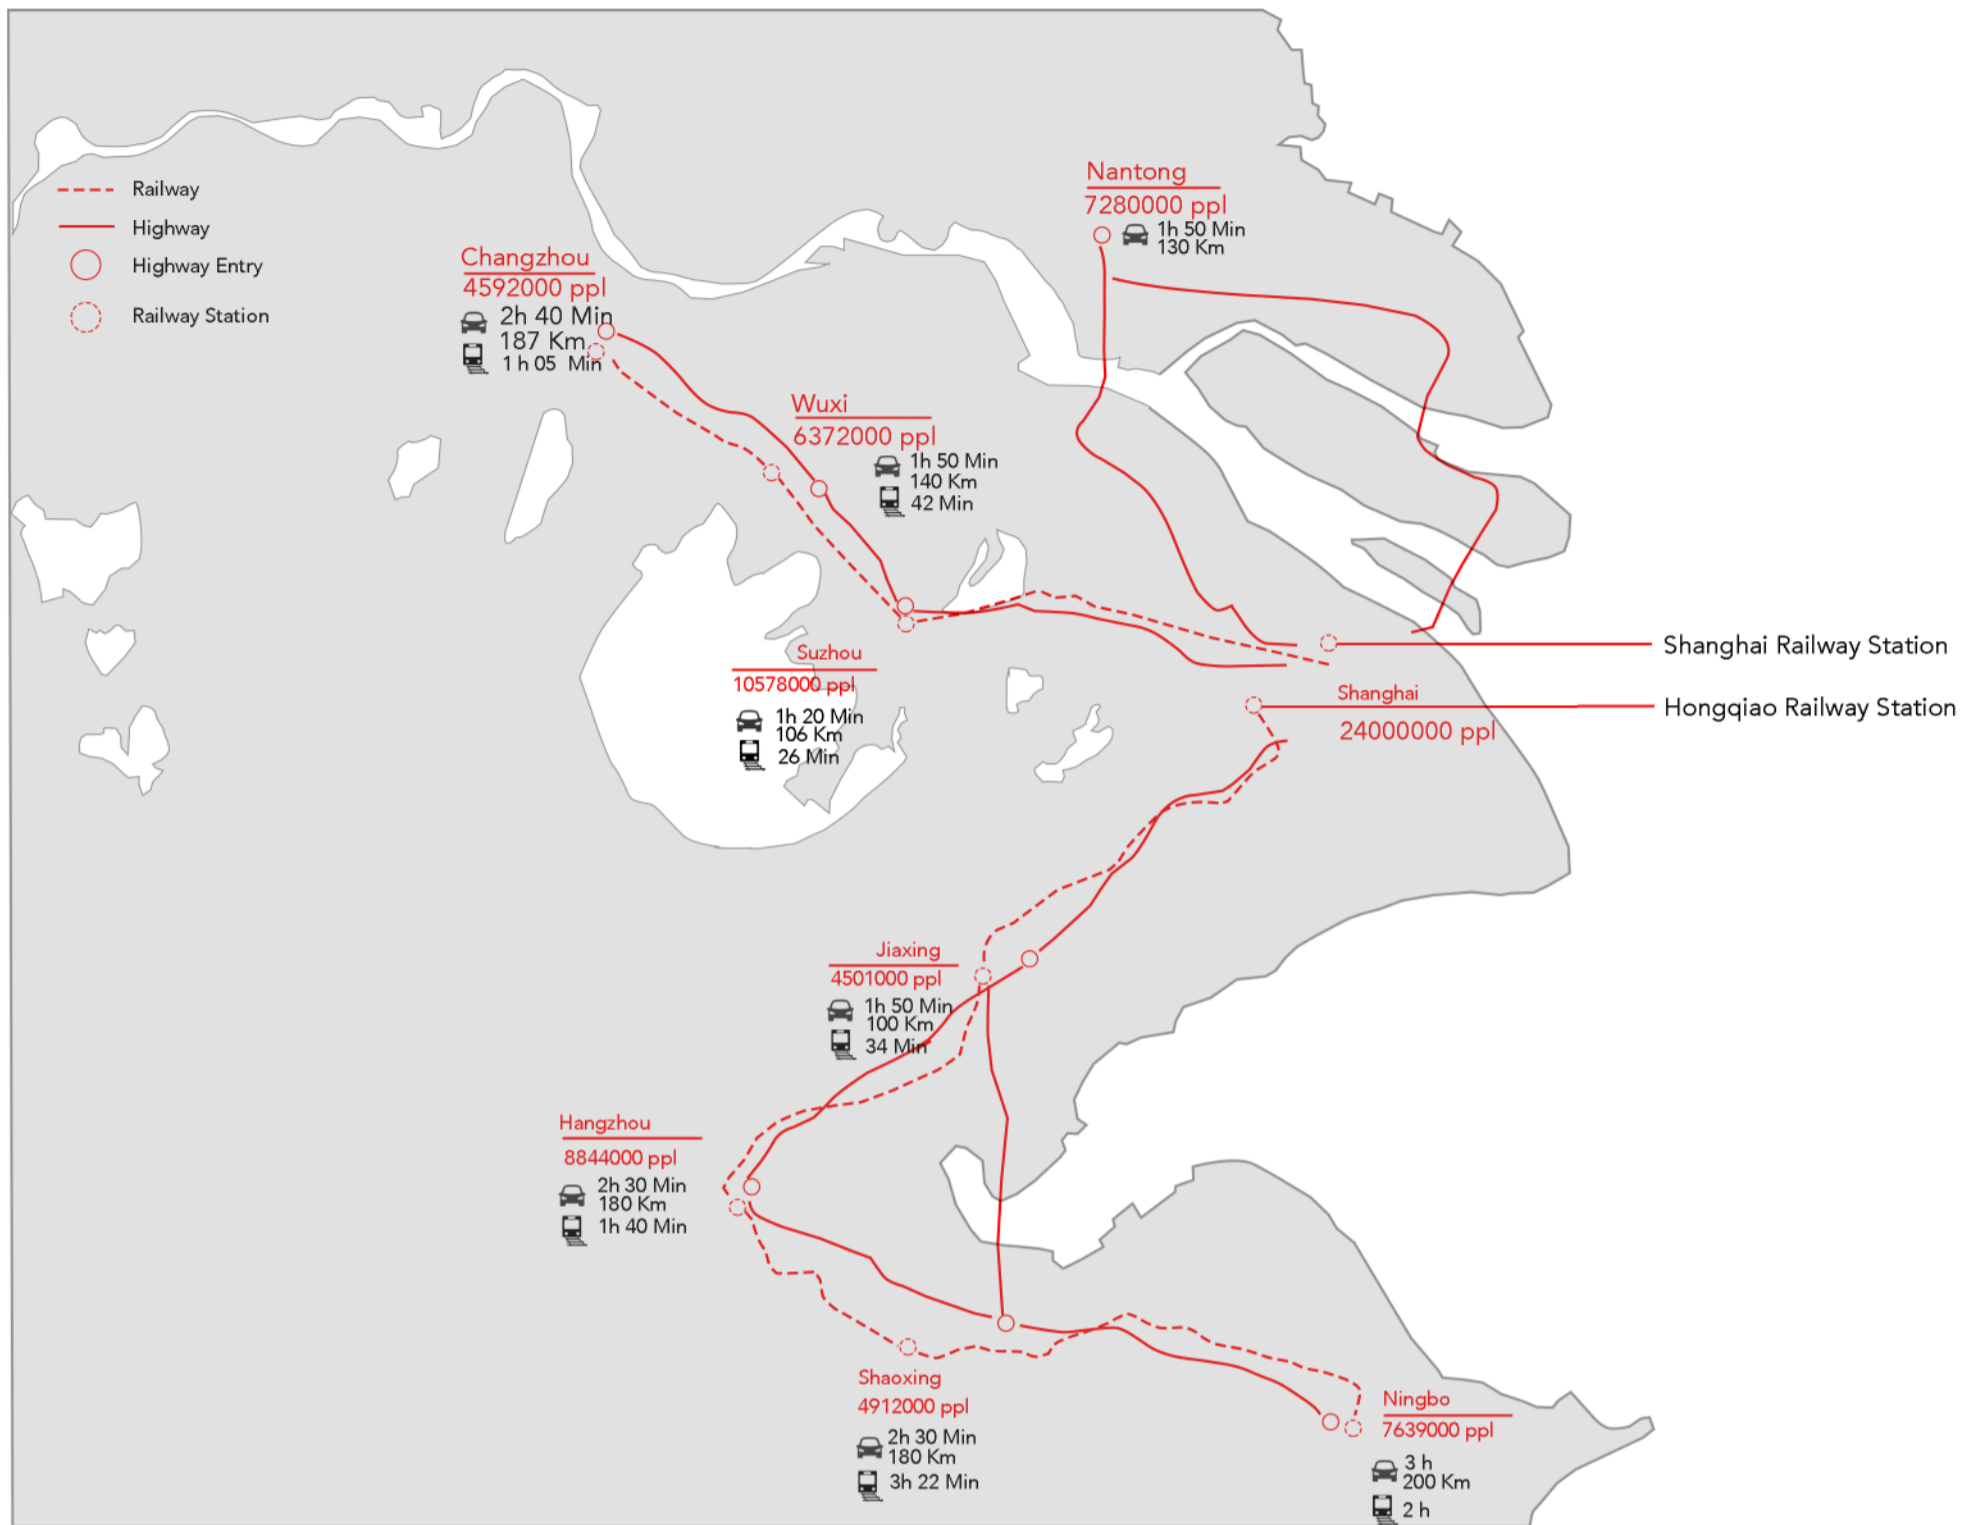 Railway
Highway
Highway Entry
Railway Station
Nantong
7280000 ppl
1h 50 Min
130 Km
Changzhou
4592000 ppl
2h 40 Min
187 Km
1 h 05 Min
Wuxi
6372000 ppl
1h 50 Min
140 Km
42 Min
Suzhou
10578000 ppl
1h 20 Min
106 Km
26 Min
Shanghai Railway Station
Shanghai
24000000 ppl
Hongqiao Railway Station
Jiaxing
4501000 ppl
1h 50 Min
100 Km
34 Min
Hangzhou
8844000 ppl
2h 30 Min
180 Km
1h 40 Min
Shaoxing
4912000 ppl
2h 30 Min
180 Km
3h 22 Min
Ningbo
7639000 ppl
3 h
200 Km
2 h